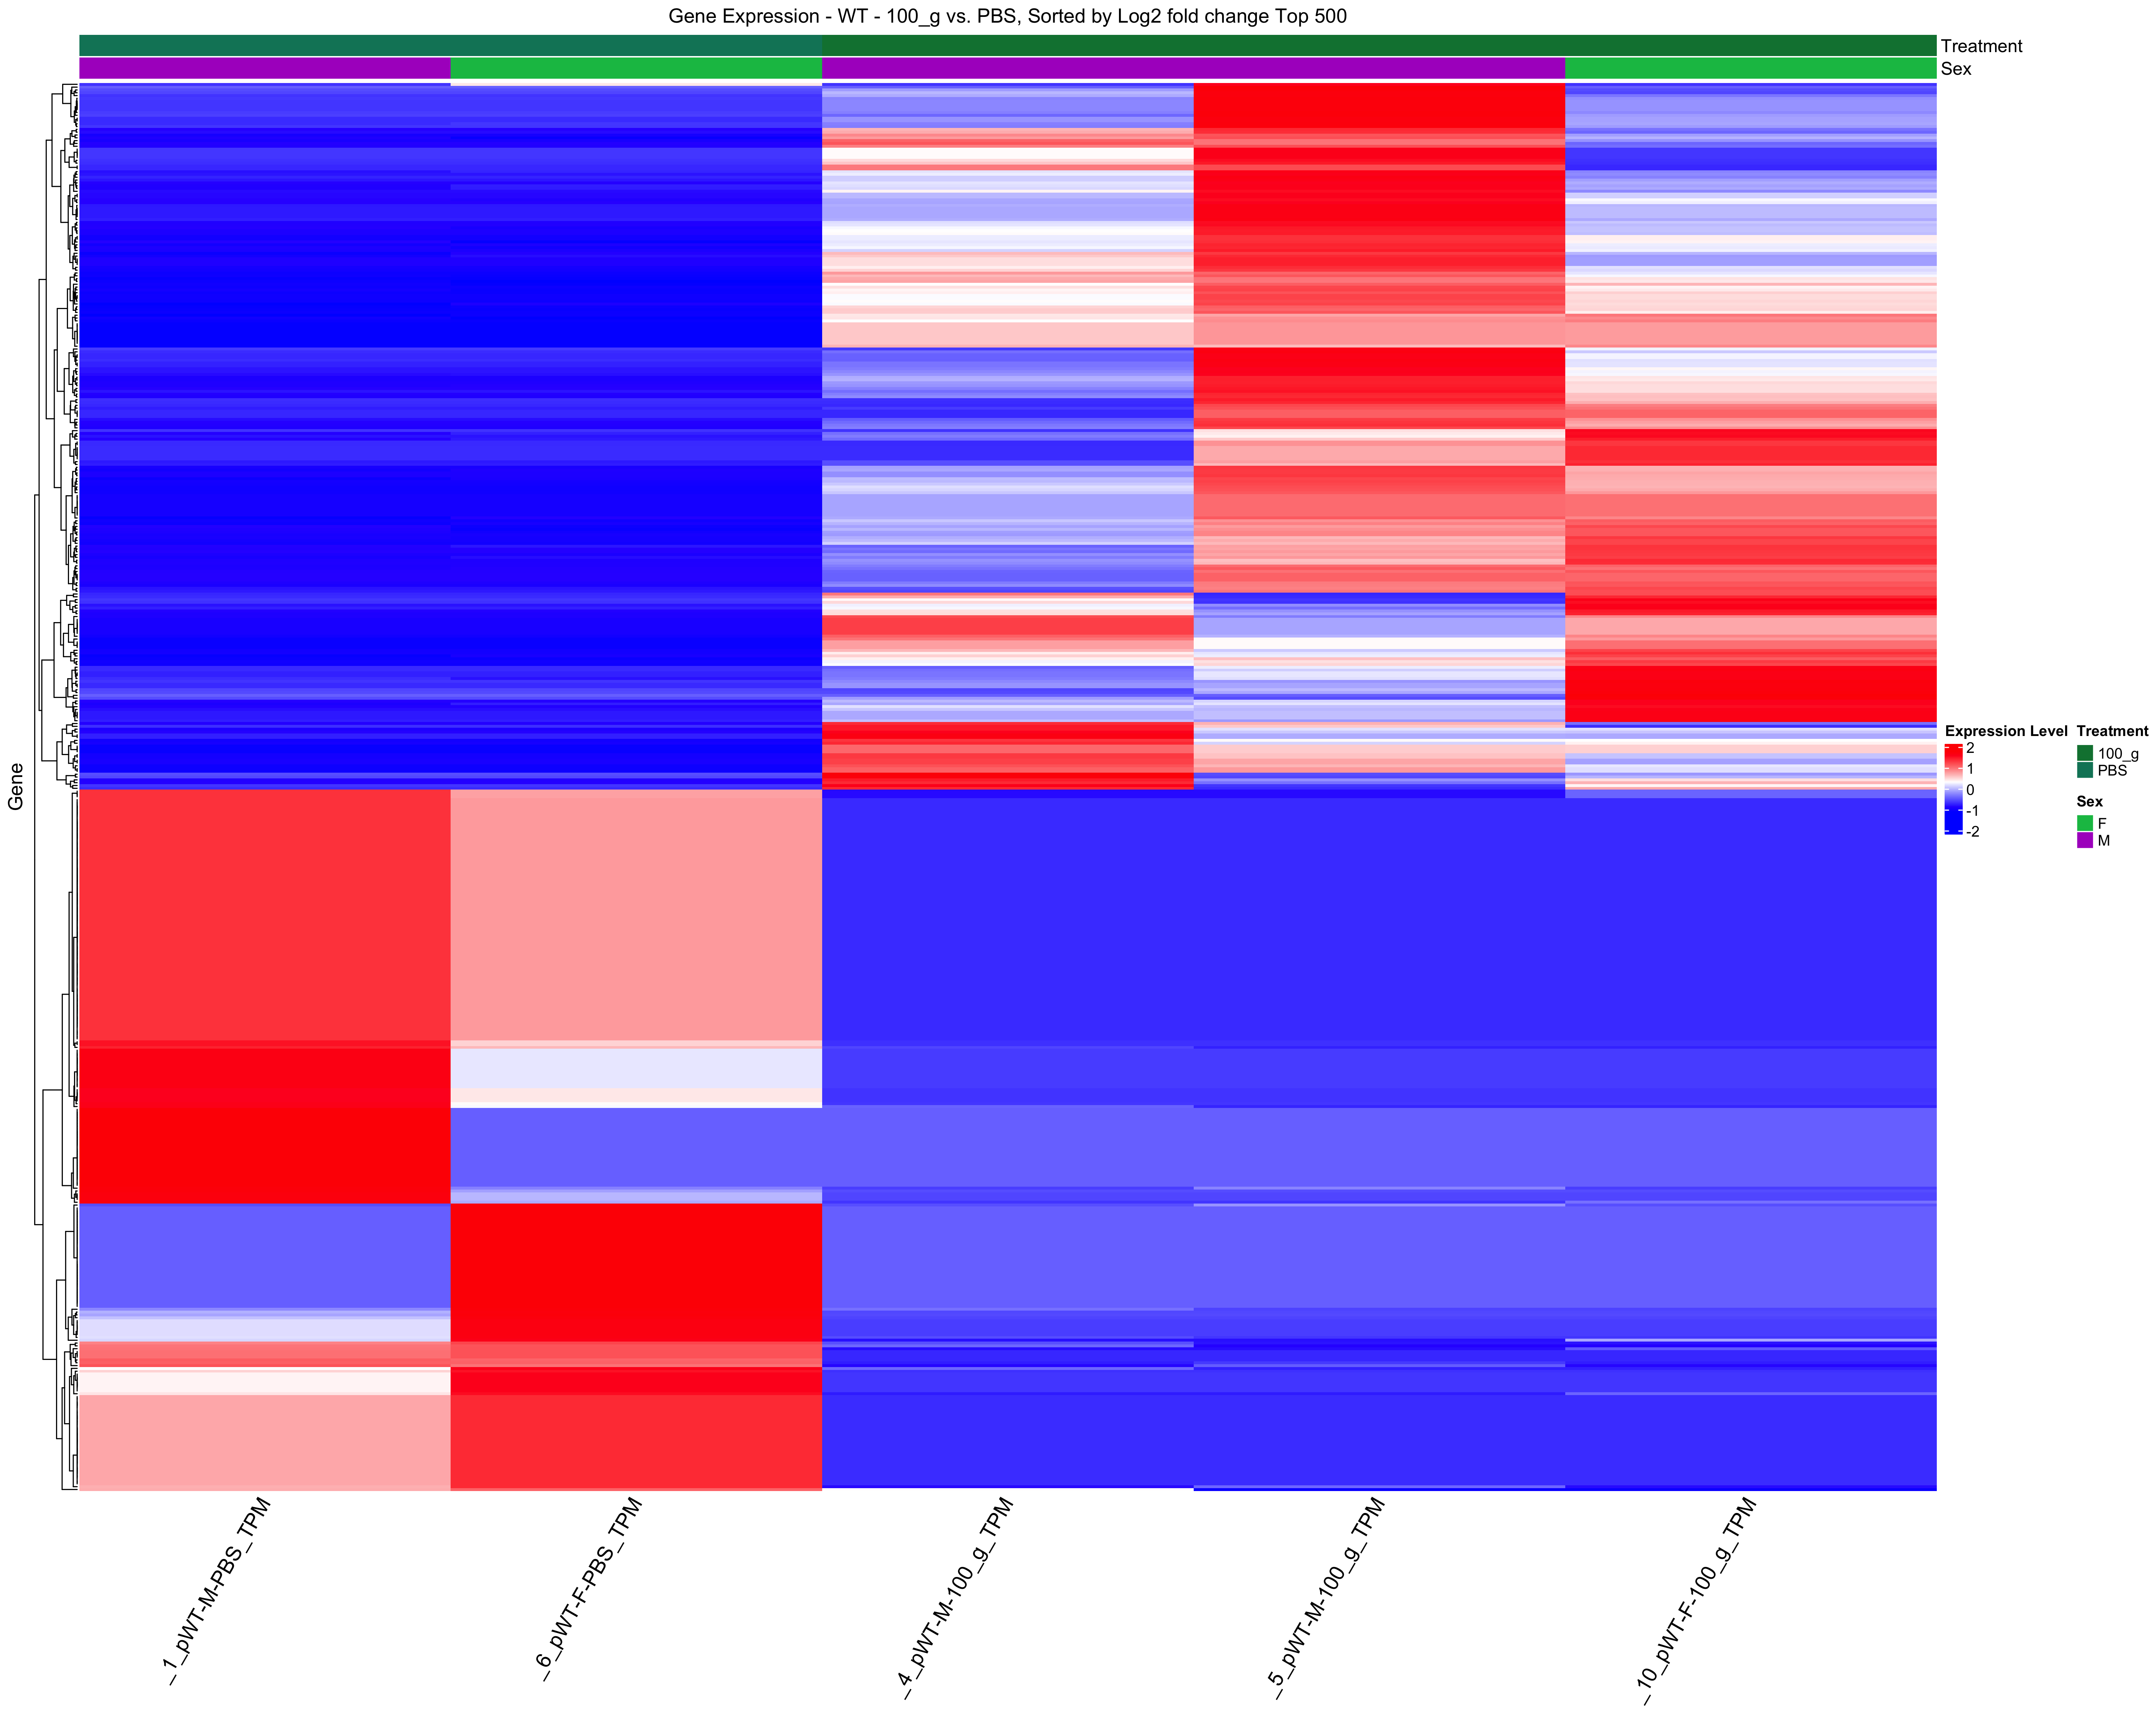 Gene Expression - WT - 100_g vs. PBS, Sorted by Log2 fold change Top 500
Treatment
Sex
Gene
Expression Level
2
1
0
-1
-2
Treatment
100_g
PBS
Sex
F
M
_1_pWT-M-PBS_TPM
_6_pWT-F-PBS_TPM
_4_pWT-M-100_g_TPM
_5_pWT-M-100_g_TPM
_10_pWT-F-100_g_TPM